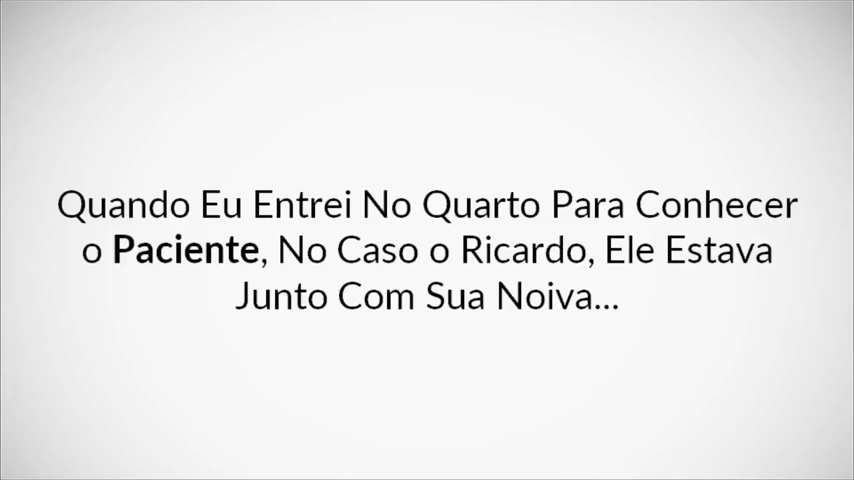 Quando Eu Entrei No Quarto Para Conhecer
o Paciente, No Caso o Ricardo, Ele Estava
Junto Com Sua Noiva...